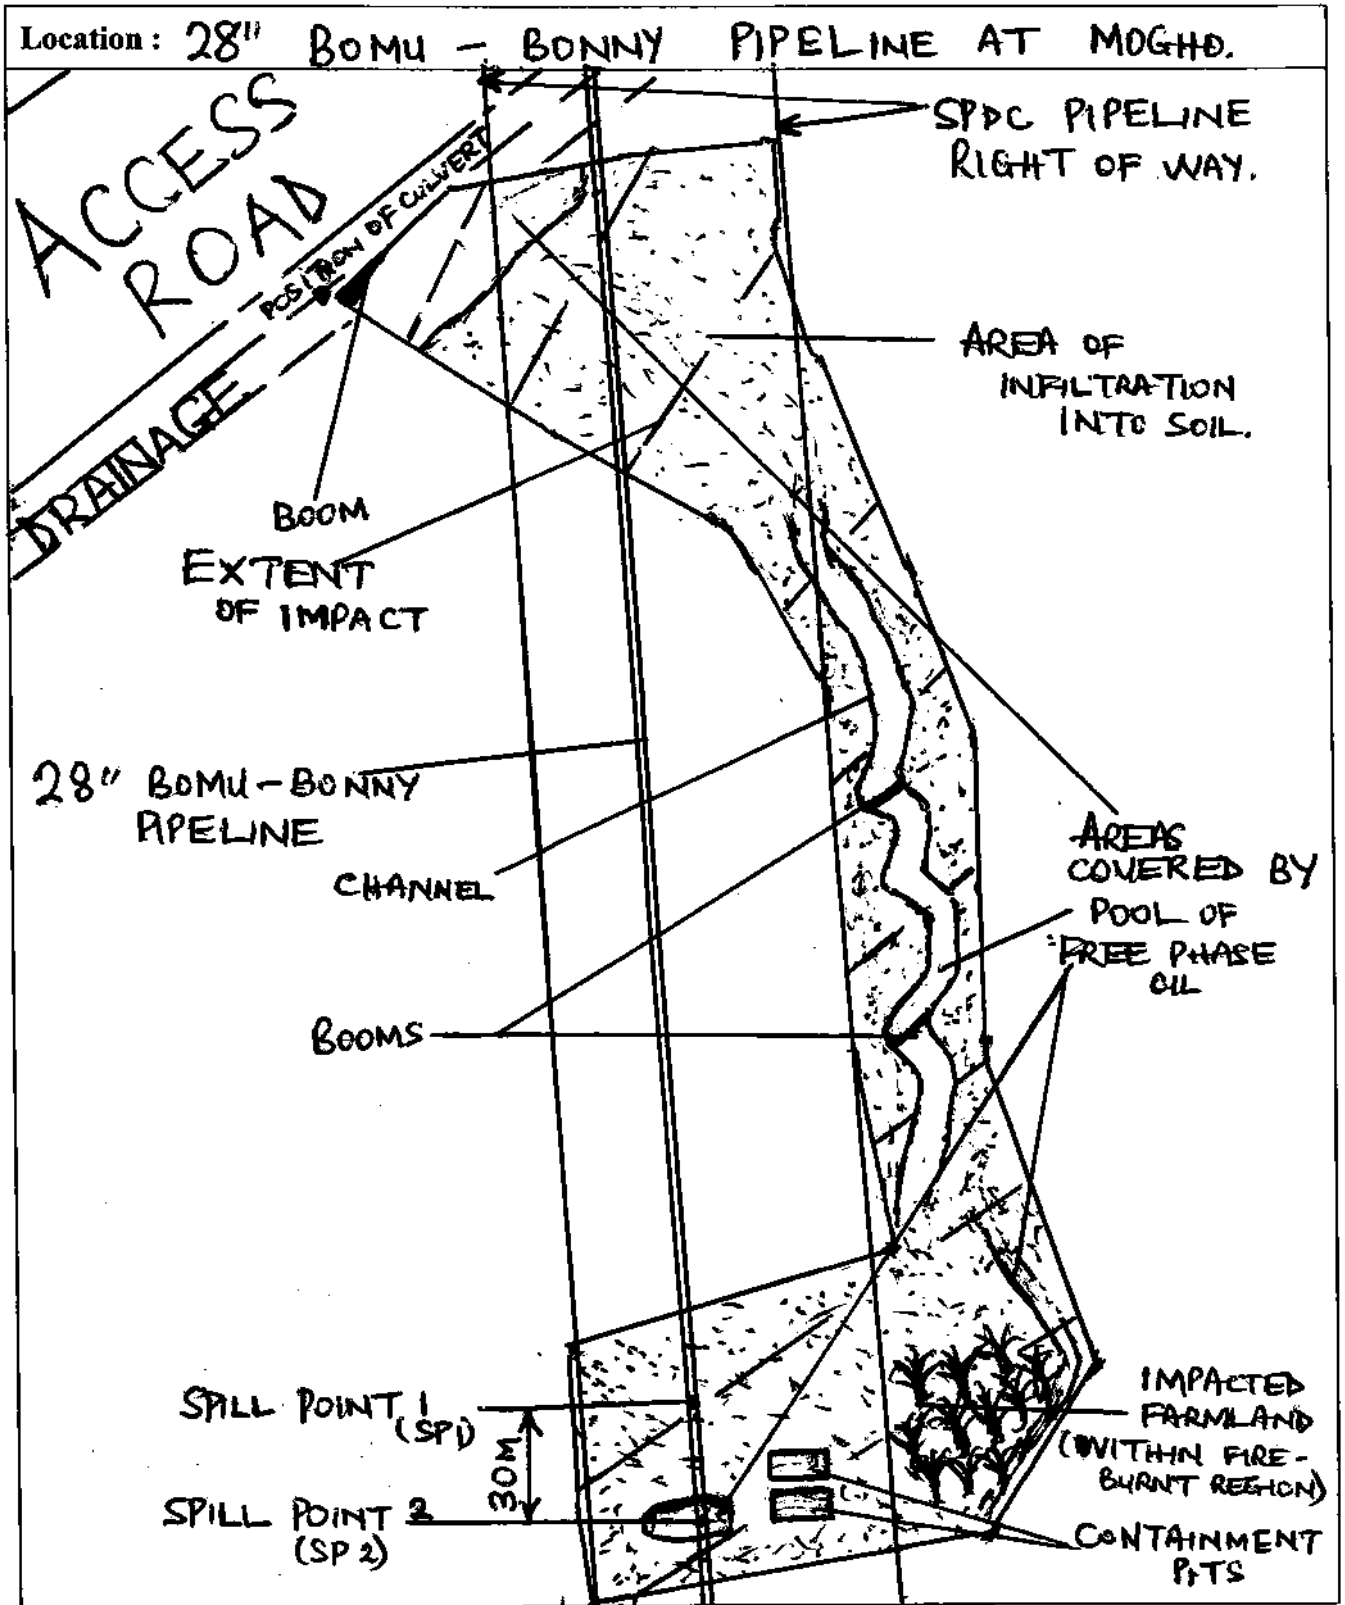 Location : 28" BOMU - BONNY PIPELINE AT MOGHO.
ACCESS
ROAD
SPDC PIPELINE
RIGHT OF WAY.
POSITION OF CULVERT
DRAINAGE
AREA OF
INFILTRATION
INTO SOIL.
BOOM
EXTENT
OF IMPACT
28" BOMU-BONNY
PIPELINE
CHANNEL
AREAS
COVERED BY
POOL OF
FREE PHASE
OIL
BOOMS
SPILL POINT 1
(SP1)
30M
SPILL POINT 2
(SP2)
IMPACTED
FARMLAND
(WITHIN FIRE-
BURNT REGION)
CONTAINMENT
PITS